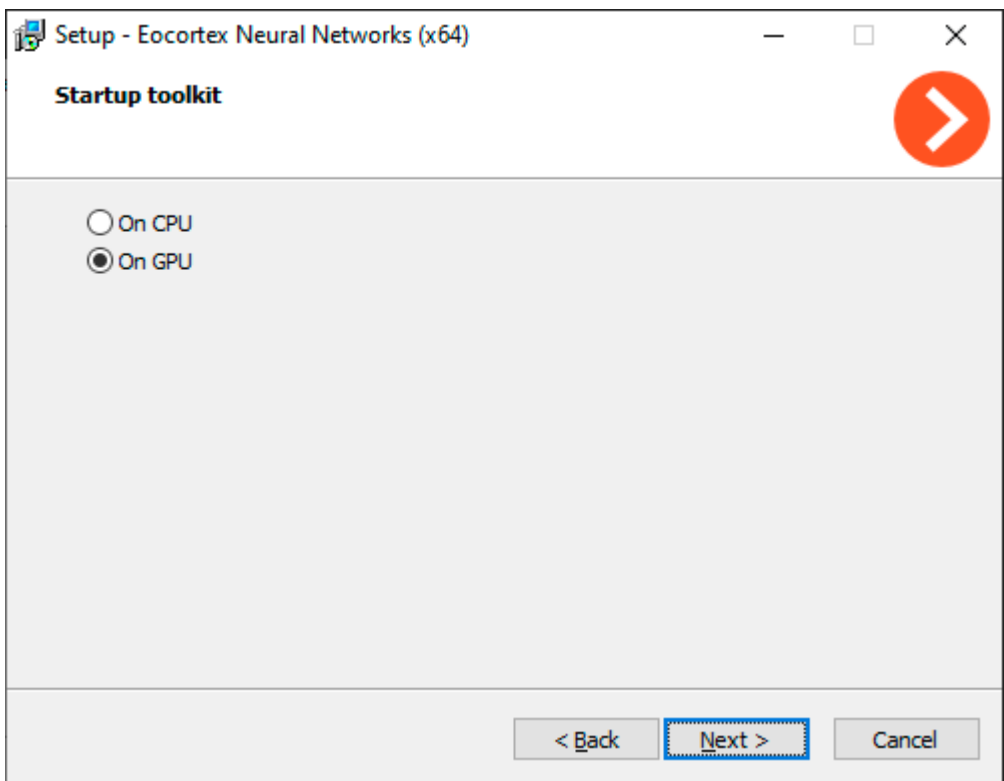 Setup - Eocortex Neural Networks (x64)
Startup toolkit
On CPU
On GPU
< Back
Next >
Cancel